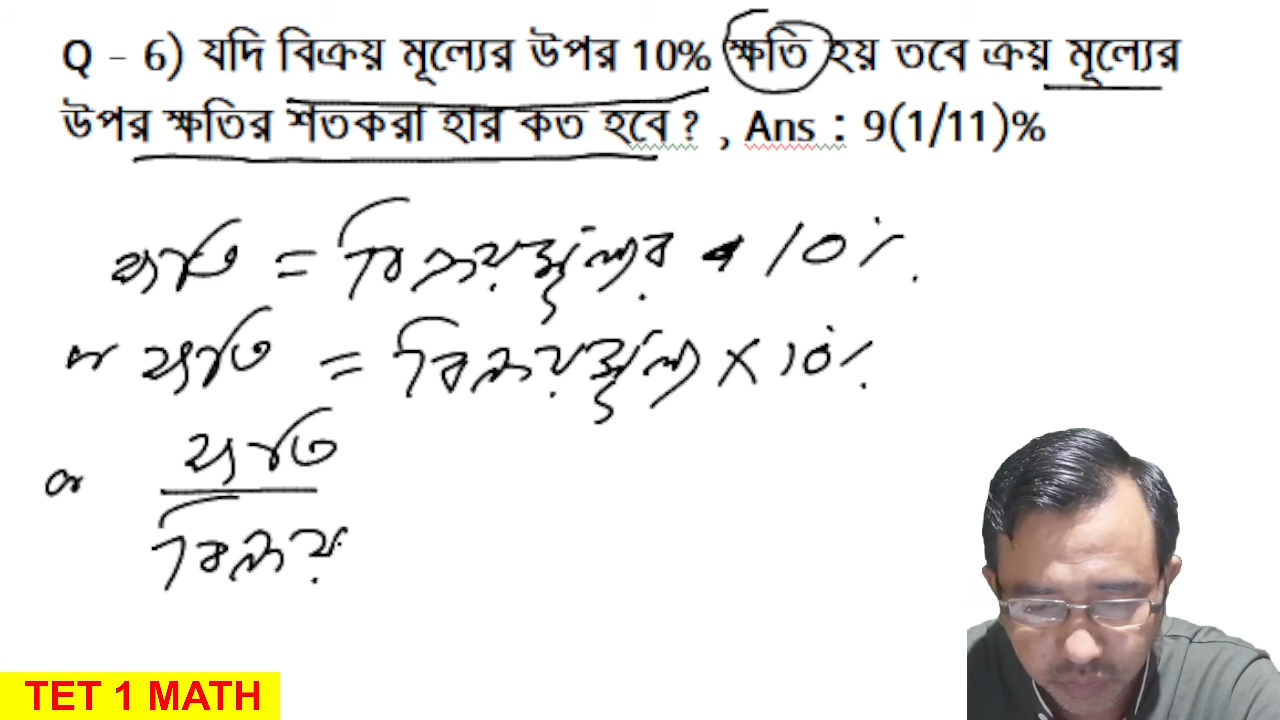 Q – 6) যদি বিক্রয় মূল্যের উপর 10% ক্ষতি হয় তবে ক্রয় মূল্যের
উপর ক্ষতির শতকরা হার কত হবে ? , Ans : 9(1/11)%
ক্ষতি = বিক্রয়মূল্যের 10%.
বা ক্ষতি = বিক্রয়মূল্য × 10%.
বা ক্ষতি
বিক্রয়
TET 1 MATH